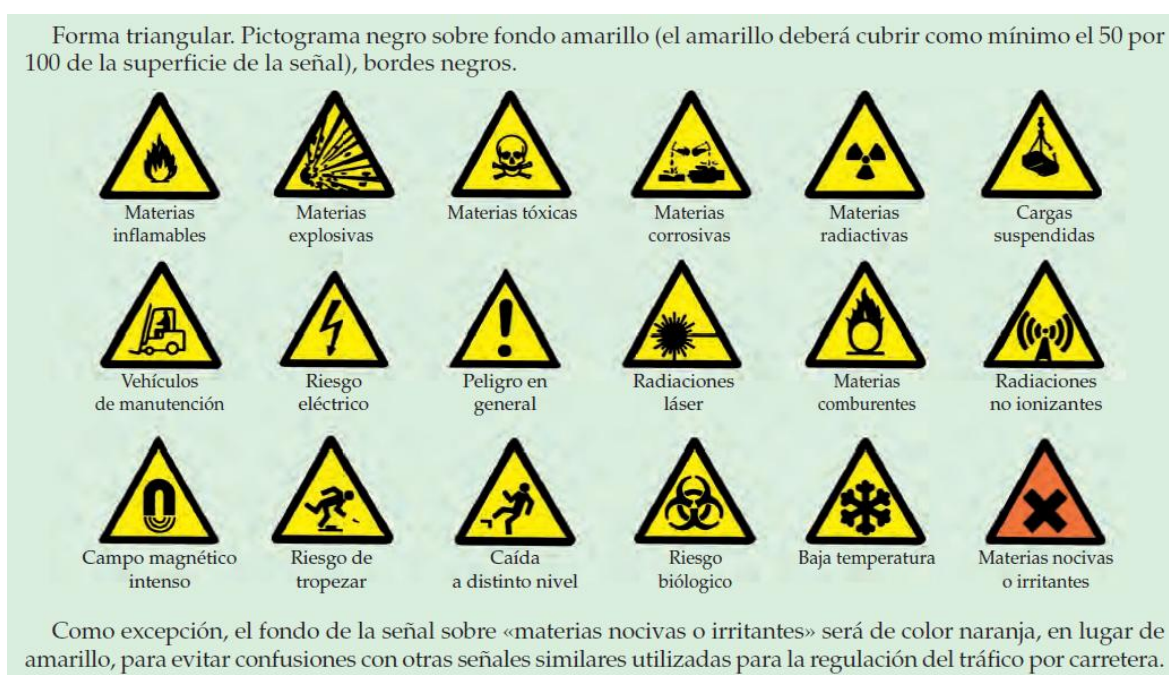 Forma triangular. Pictograma negro sobre fondo amarillo (el amarillo deberá cubrir como mínimo el 50 por
100 de la superficie de la señal), bordes negros.
Materias
inflamables
Materias
explosivas
Materias tóxicas
Materias
corrosivas
Materias
radiactivas
Cargas
suspendidas
Vehículos
de manutención
Riesgo
eléctrico
Peligro en
general
Radiaciones
láser
Materias
comburentes
Radiaciones
no ionizantes
Campo magnético
intenso
Riesgo de
tropezar
Caída
a distinto nivel
Riesgo
biólogico
Baja temperatura
Materias nocivas
o irritantes
Como excepción, el fondo de la señal sobre «materias nocivas o irritantes» será de color naranja, en lugar de
amarillo, para evitar confusiones con otras señales similares utilizadas para la regulación del tráfico por carretera.